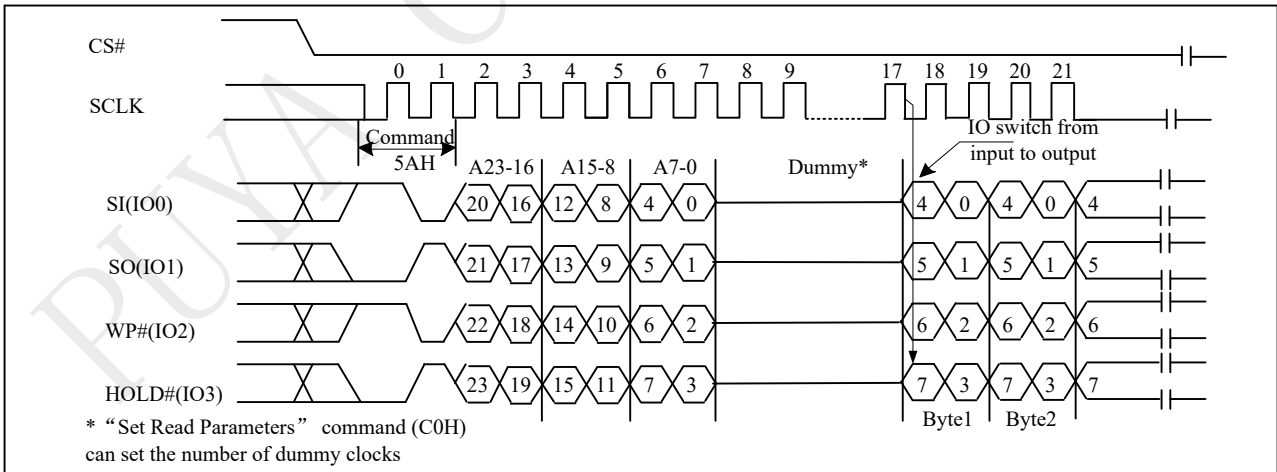 CS#
0 1 2 3 4 5 6 7 8 9 17 18 19 20 21
SCLK
Command
5AH
IO switch from
input to output
A23-16 A15-8 A7-0 Dummy*
SI(IO0) 20 16 12 8 4 0 4 0 4 0 4
SO(IO1) 21 17 13 9 5 1 5 1 5 1 5
WP#(IO2) 22 18 14 10 6 2 6 2 6 2 6
HOLD#(IO3) 23 19 15 11 7 3 7 3 7 3 7
Byte1 Byte2
* “Set Read Parameters” command (C0H)
can set the number of dummy clocks
PUYA C